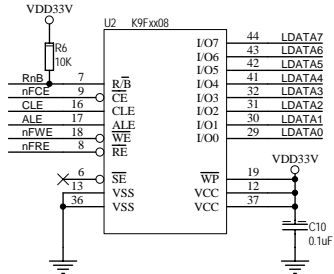 VDD33V
U2 K9Fxx08
R6
10K
RnB 7 R/B
nFCE 9 CE
CLE 16 CLE
ALE 17 ALE
nFWE 18 WE
nFRE 8 RE
6 SE
13 VSS
36 VSS
I/O7 44 LDATA7
I/O6 43 LDATA6
I/O5 42 LDATA5
I/O4 41 LDATA4
I/O3 32 LDATA3
I/O2 31 LDATA2
I/O1 30 LDATA1
I/O0 29 LDATA0
VDD33V
WP 19
VCC 12
VCC 37
C10
0.1uF